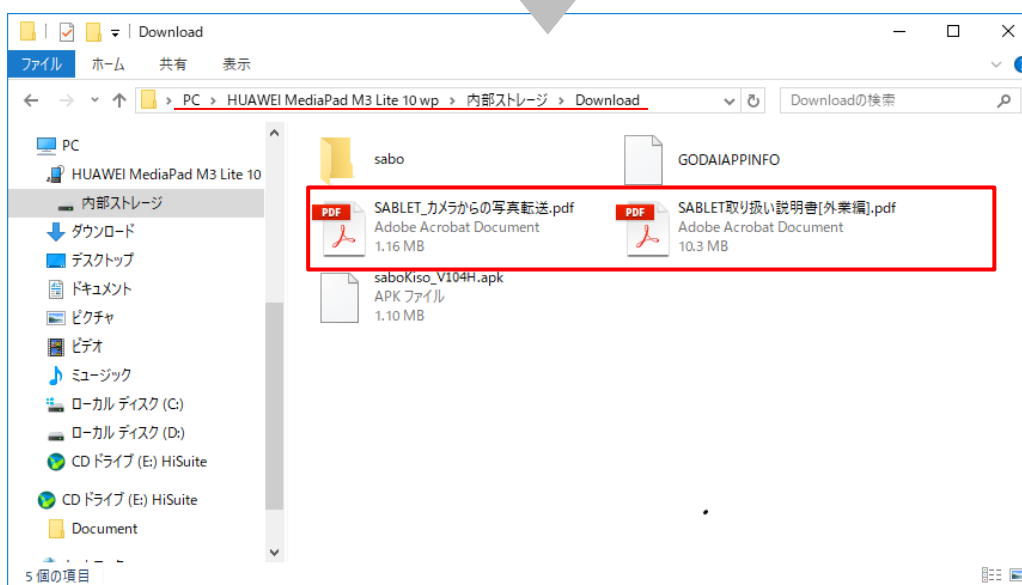 Download
ファイル ホーム 共有 表示
PC › HUAWEI MediaPad M3 Lite 10 wp › 内部ストレージ › Download
Downloadの検索
PC
HUAWEI MediaPad M3 Lite 10
内部ストレージ
ダウンロード
デスクトップ
ドキュメント
ピクチャ
ビデオ
ミュージック
ローカル ディスク (C:)
ローカル ディスク (D:)
CD ドライブ (E:) HiSuite
CD ドライブ (E:) HiSuite
Document
sabo
GODAIAPPINFO
PDF
SABLET_カメラからの写真転送.pdf
Adobe Acrobat Document
1.16 MB
PDF
SABLET取り扱い説明書[外業編].pdf
Adobe Acrobat Document
10.3 MB
saboKiso_V104H.apk
APK ファイル
1.10 MB
5 個の項目